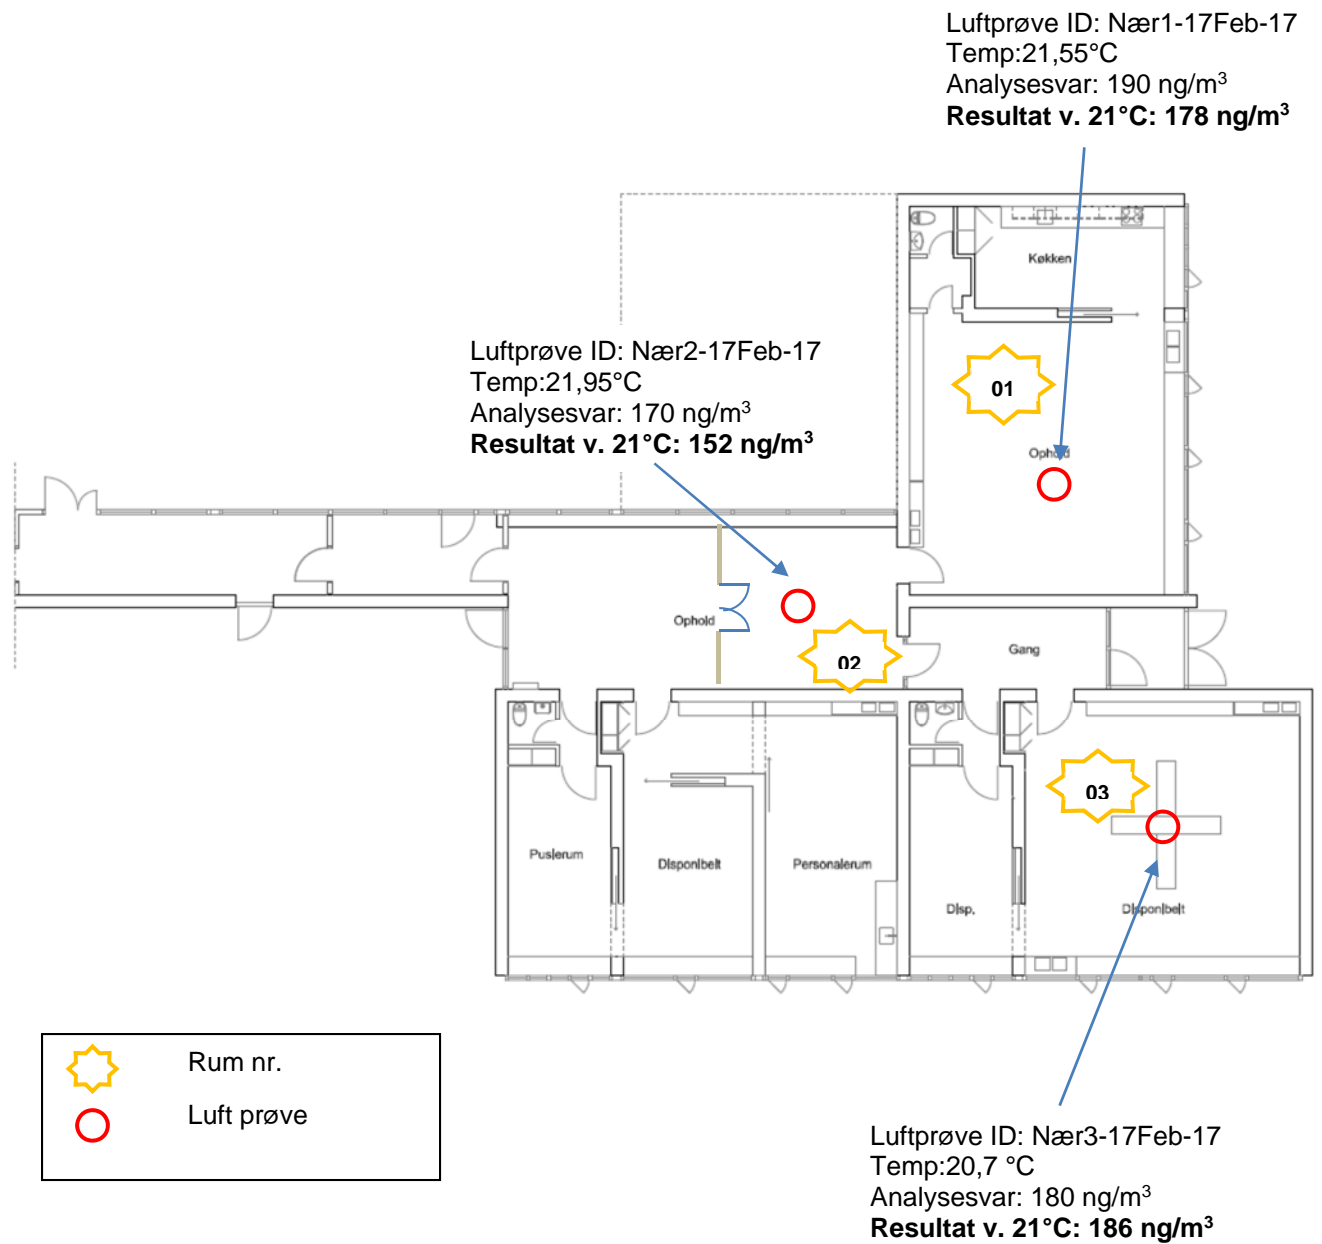 Luftprøve ID: Nær1-17Feb-17
Temp:21,55°C
Analysesvar: 190 ng/m³
Resultat v. 21°C: 178 ng/m³
Køkken
Luftprøve ID: Nær2-17Feb-17
Temp:21,95°C
Analysesvar: 170 ng/m³
Resultat v. 21°C: 152 ng/m³
01
Ophold
Ophold
02
Gang
03
Puslerum
Disponibelt
Personalerum
Disp.
Disponibelt
Rum nr.
Luft prøve
Luftprøve ID: Nær3-17Feb-17
Temp:20,7 °C
Analysesvar: 180 ng/m³
Resultat v. 21°C: 186 ng/m³